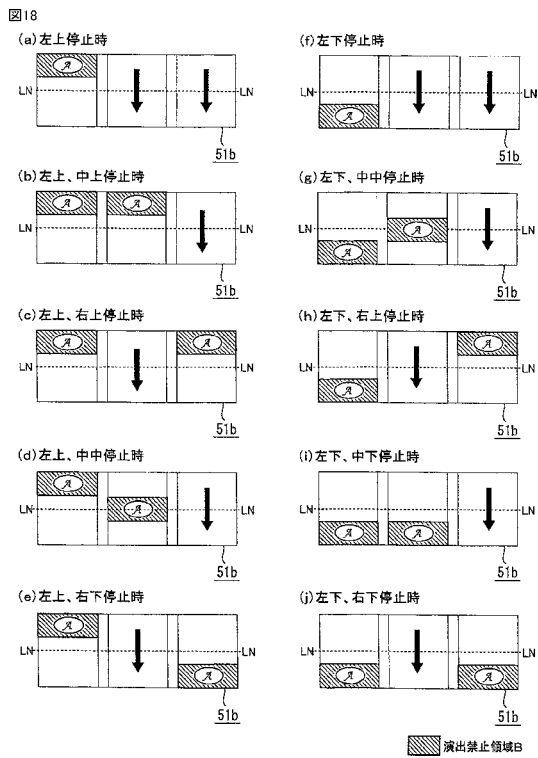 図18
(a)左上停止時
A
LN
LN
51b
(b)左上、中上停止時
A
A
LN
LN
51b
(c)左上、右上停止時
A
A
LN
LN
51b
(d)左上、中中停止時
A
A
LN
LN
51b
(e)左上、右下停止時
A
LN
LN
A
51b
(f)左下停止時
LN
LN
A
51b
(g)左下、中中停止時
LN
LN
A
A
51b
(h)左下、右上停止時
A
LN
LN
A
51b
(i)左下、中下停止時
LN
LN
A
A
51b
(j)左下、右下停止時
LN
LN
A
A
51b
演出禁止領域B